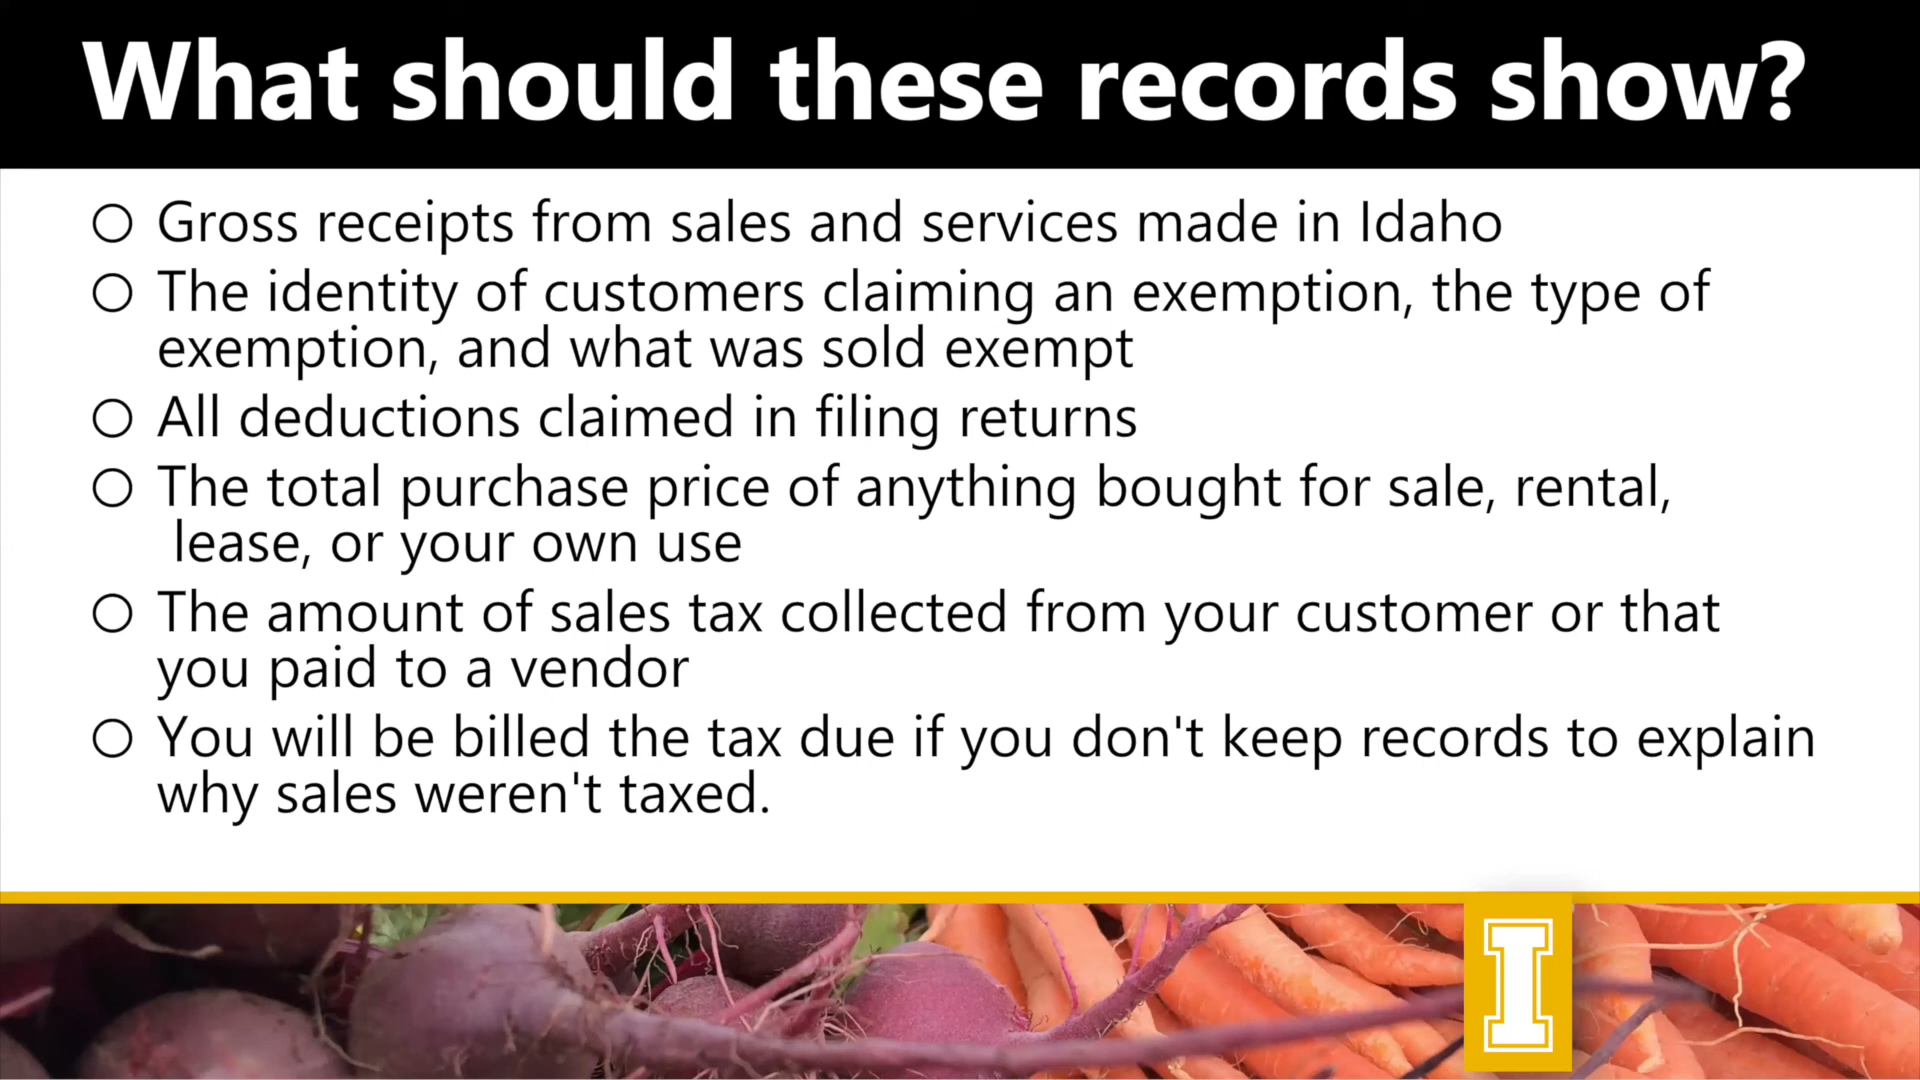 What should these records show?
○ Gross receipts from sales and services made in Idaho
○ The identity of customers claiming an exemption, the type of
exemption, and what was sold exempt
○ All deductions claimed in filing returns
○ The total purchase price of anything bought for sale, rental,
lease, or your own use
○ The amount of sales tax collected from your customer or that
you paid to a vendor
○ You will be billed the tax due if you don't keep records to explain
why sales weren't taxed.
I